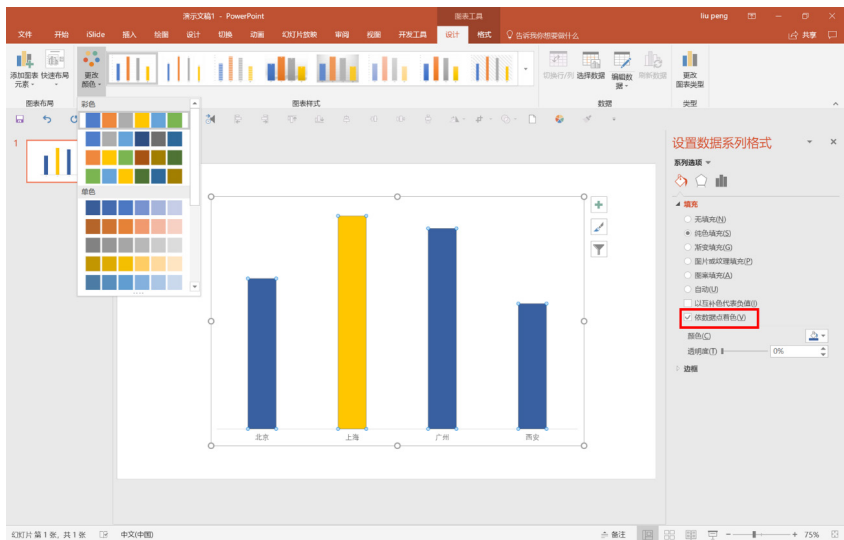 演示文稿1 - PowerPoint
图表工具
liu peng
文件 开始 iSlide 插入 绘图 设计 切换 动画 幻灯片放映 审阅 视图 开发工具 设计 格式 告诉我你想要做什么 共享
添加图表元素 快速布局 更改颜色 切换行/列 选择数据 编辑数据 刷新数据 更改图表类型
图表布局 图表样式 数据 类型
彩色
单色
1
北京 上海 广州 西安
设置数据系列格式
系列选项
填充
无填充(N)
纯色填充(S)
渐变填充(G)
图片或纹理填充(P)
图案填充(A)
自动(U)
以互补色代表负值(I)
依数据点着色(V)
颜色(C)
透明度(T) 0%
边框
幻灯片 第 1 张, 共 1 张 中文(中国) 备注 75%